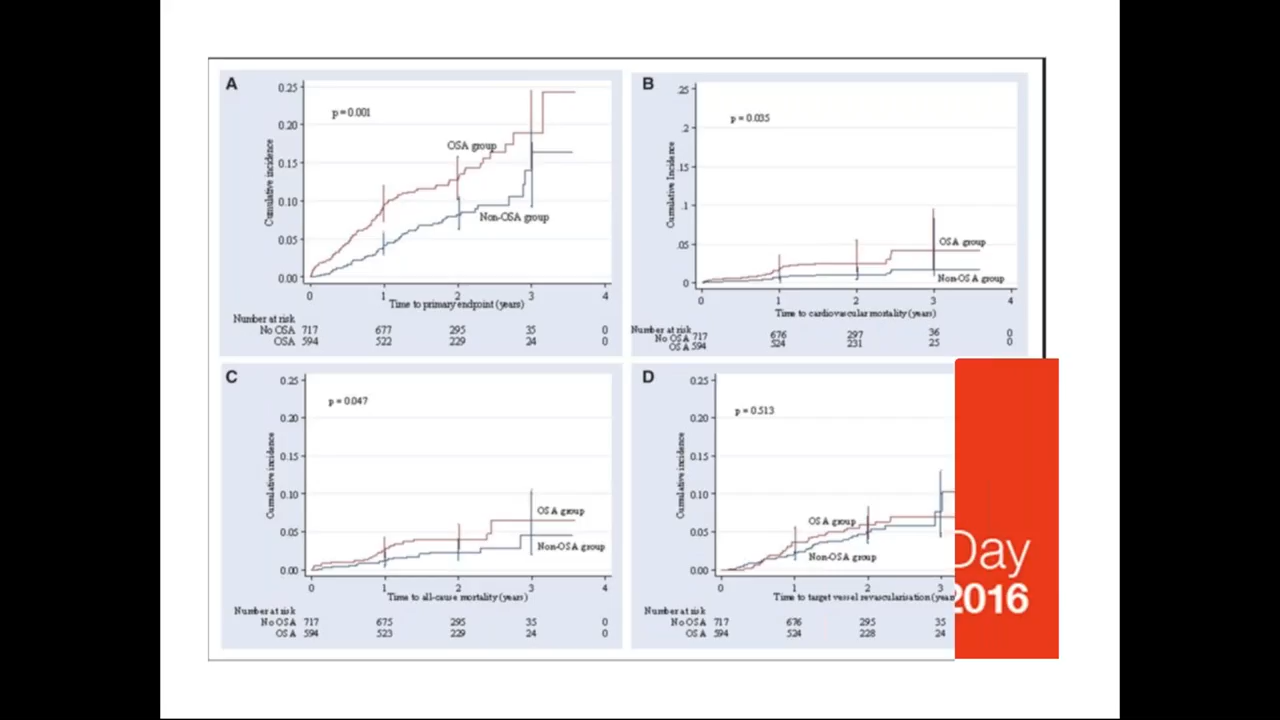 A
0.25
0.20
0.15
0.10
0.05
0.00
Cumulative incidence
p = 0.001
OSA group
Non-OSA group
0 1 2 3 4
Time to primary endpoint (years)
Number at risk
No OSA 717 677 295 35 0
OSA 594 522 229 24 0
B
.25
.2
.15
.1
.05
0
Cumulative Incidence
p = 0.035
OSA group
Non-OSA group
0 1 2 3 4
Time to cardiovascular mortality (years)
Number at risk
No OSA 717 676 297 36 0
OSA 594 524 231 25 0
C
0.25
0.20
0.15
0.10
0.05
0.00
Cumulative incidence
p = 0.047
OSA group
Non-OSA group
0 1 2 3 4
Time to all-cause mortality (years)
Number at risk
No OSA 717 675 295 35 0
OSA 594 523 229 24 0
D
0.25
0.20
0.15
0.10
0.05
0.00
Cumulative incidence
p = 0.513
OSA group
Non-OSA group
0 1 2 3
Time to target vessel revascularisation (year
Number at risk
No OSA 717 676 295 35
OSA 594 524 228 24
Day
2016